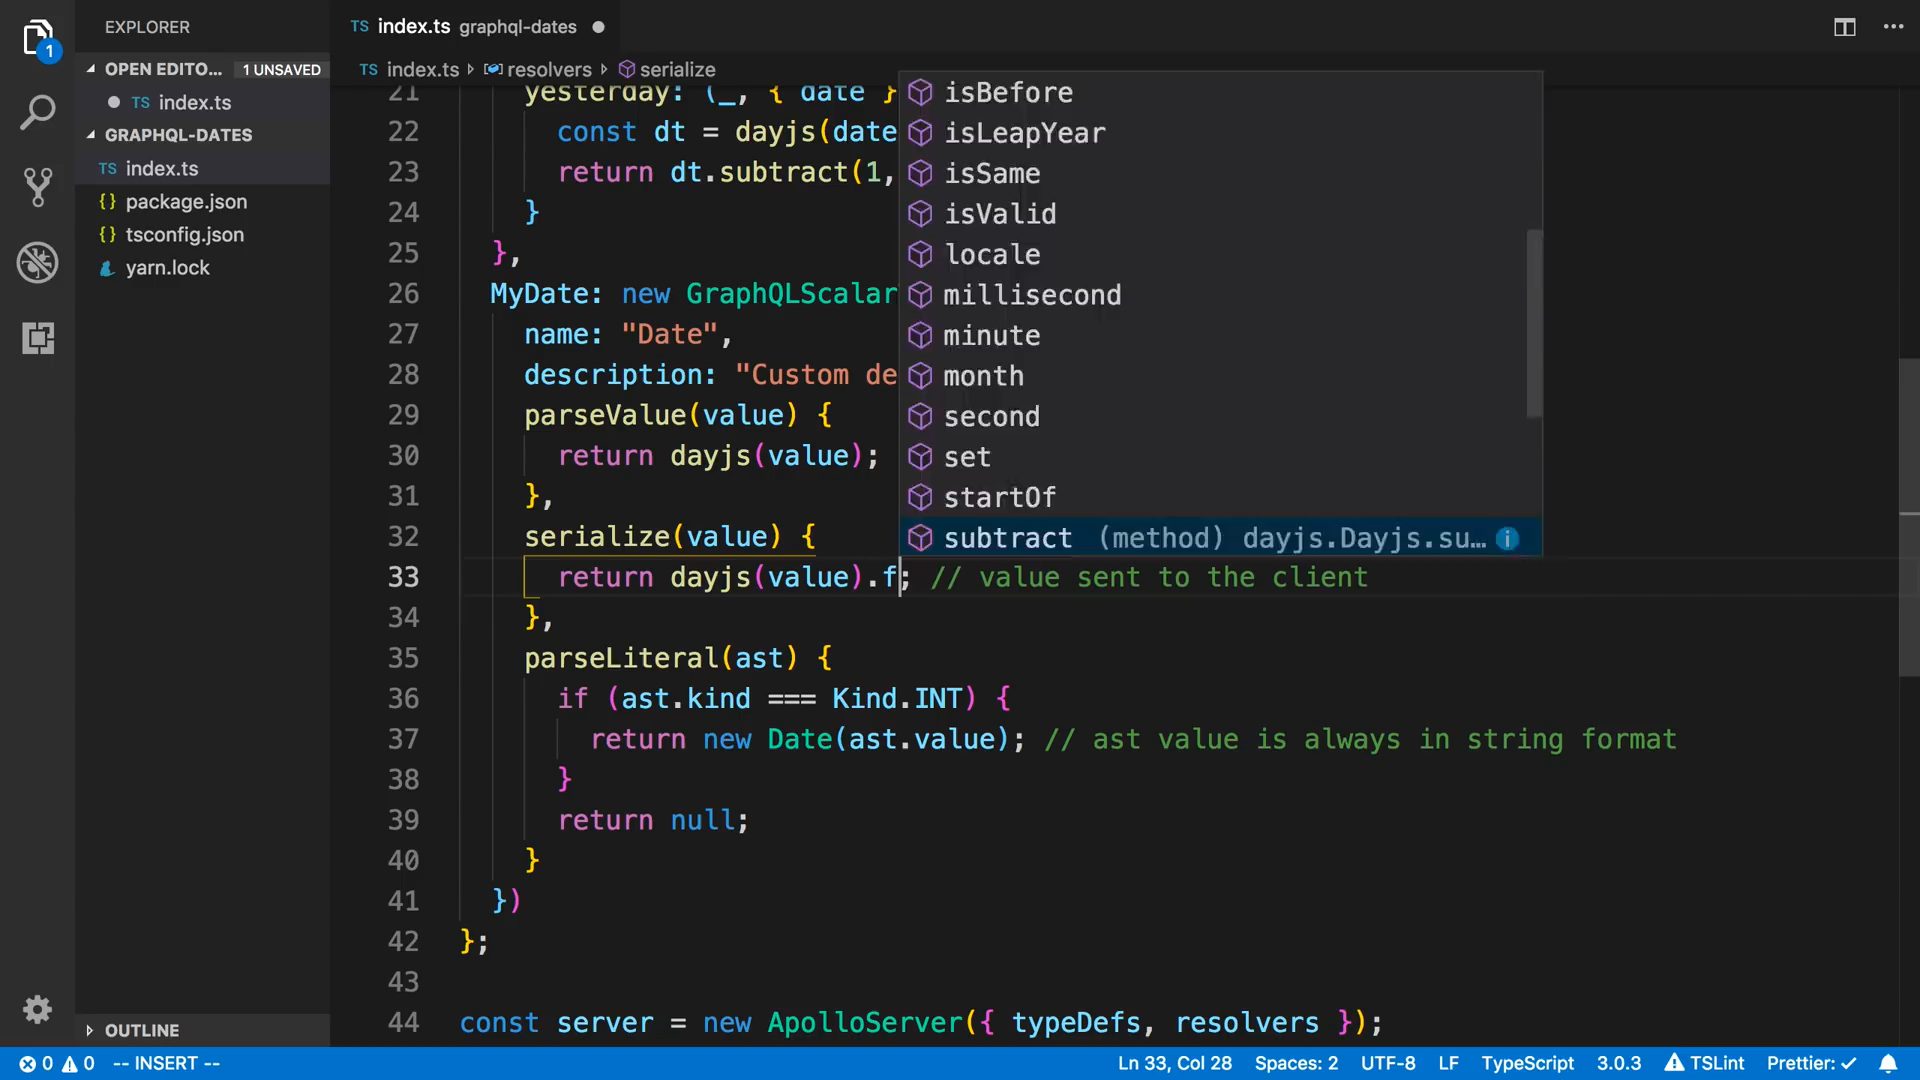 EXPLORER
TS index.ts graphql-dates
1
OPEN EDITO... 1 UNSAVED
TS index.ts > resolvers > serialize
TS index.ts
GRAPHQL-DATES
TS index.ts
{} package.json
{} tsconfig.json
yarn.lock
21 yesterday: (_, { date }
22 const dt = dayjs(date
23 return dt.subtract(1,
24 }
25 },
26 MyDate: new GraphQLScalar
27 name: "Date",
28 description: "Custom de
29 parseValue(value) {
30 return dayjs(value);
31 },
32 serialize(value) {
33 return dayjs(value).f; // value sent to the client
34 },
35 parseLiteral(ast) {
36 if (ast.kind === Kind.INT) {
37 return new Date(ast.value); // ast value is always in string format
38 }
39 return null;
40 }
41 })
42 };
43
44 const server = new ApolloServer({ typeDefs, resolvers });
isBefore
isLeapYear
isSame
isValid
locale
millisecond
minute
month
second
set
startOf
subtract (method) dayjs.Dayjs.su...
OUTLINE
0 0 -- INSERT --
Ln 33, Col 28 Spaces: 2 UTF-8 LF TypeScript 3.0.3 TSLint Prettier: ✓